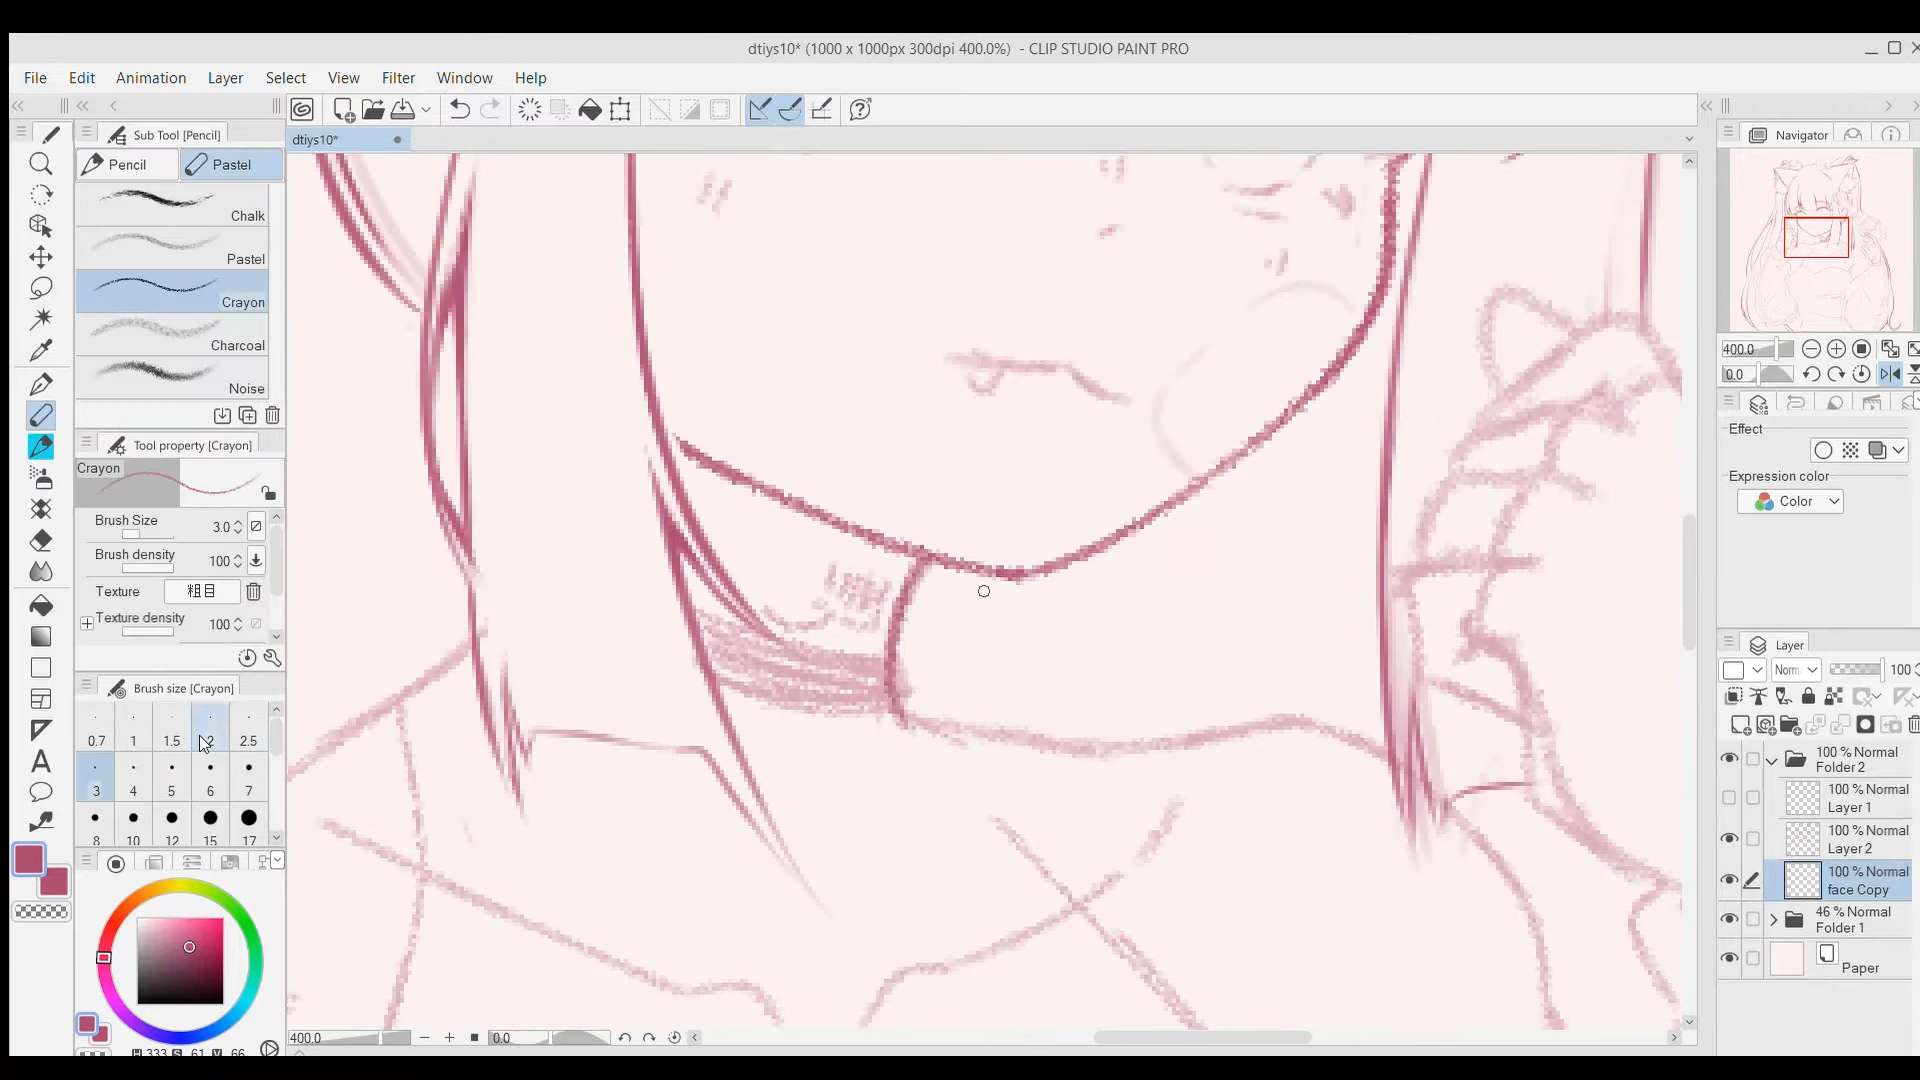 dtiys10* (1000 x 1000px 300dpi 400.0%) - CLIP STUDIO PAINT PRO
File Edit Animation Layer Select View Filter Window Help
Sub Tool [Pencil]
dtiys10*
Navigator
Pencil
Pastel
Chalk
Pastel
Crayon
Charcoal
Noise
400.0
0.0
Effect
Expression color
Color
Tool property [Crayon]
Crayon
Brush Size 3.0
Brush density 100
Texture 粗目
Texture density 100
Brush size [Crayon]
0.7 1 1.5 2 2.5
3 4 5 6 7
8 10 12 15 17
Layer
Norm 100
100 % Normal
Folder 2
100 % Normal
Layer 1
100 % Normal
Layer 2
100 % Normal
face Copy
46 % Normal
Folder 1
Paper
400.0
0.0
H 333 S 61 V 66